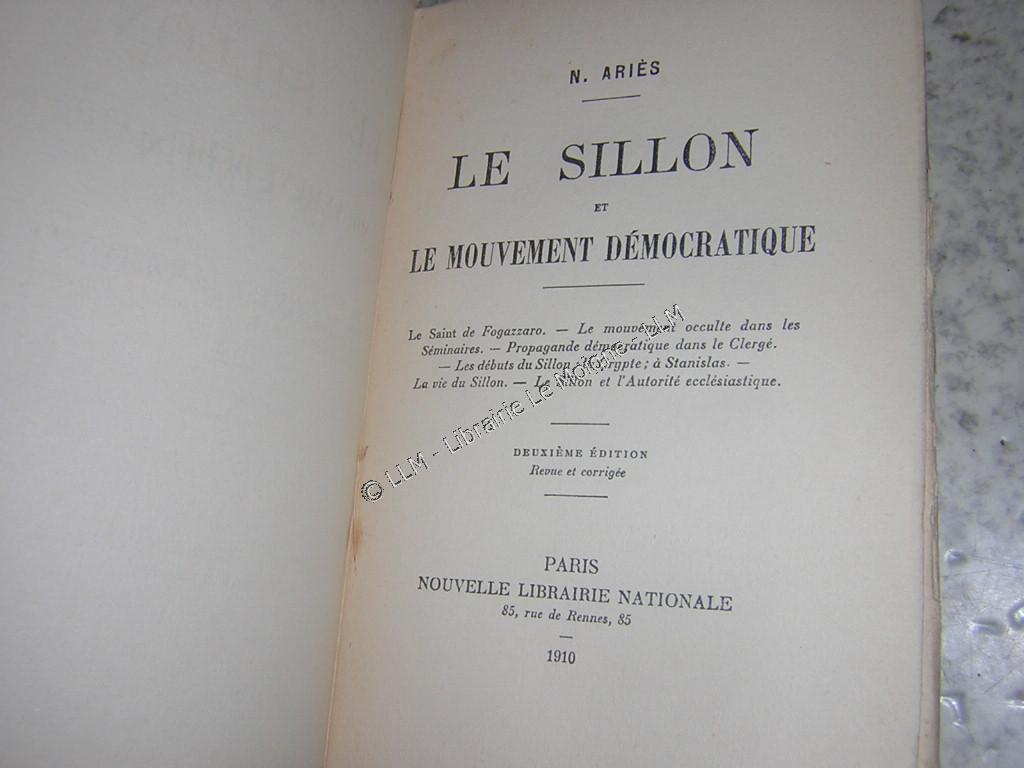 N. ARIÈS
LE SILLON
ET
LE MOUVEMENT DÉMOCRATIQUE
Le Saint de Fogazzaro. — Le mouvement occulte dans les
Séminaires. — Propagande démocratique dans le Clergé.
— Les débuts du Sillon : Crypte ; à Stanislas. —
La vie du Sillon. — Le Sillon et l'Autorité ecclésiastique.
DEUXIÈME ÉDITION
Revue et corrigée
PARIS
NOUVELLE LIBRAIRIE NATIONALE
85, rue de Rennes, 85
—
1910
© LLM - Librairie Le Moigne - LLM